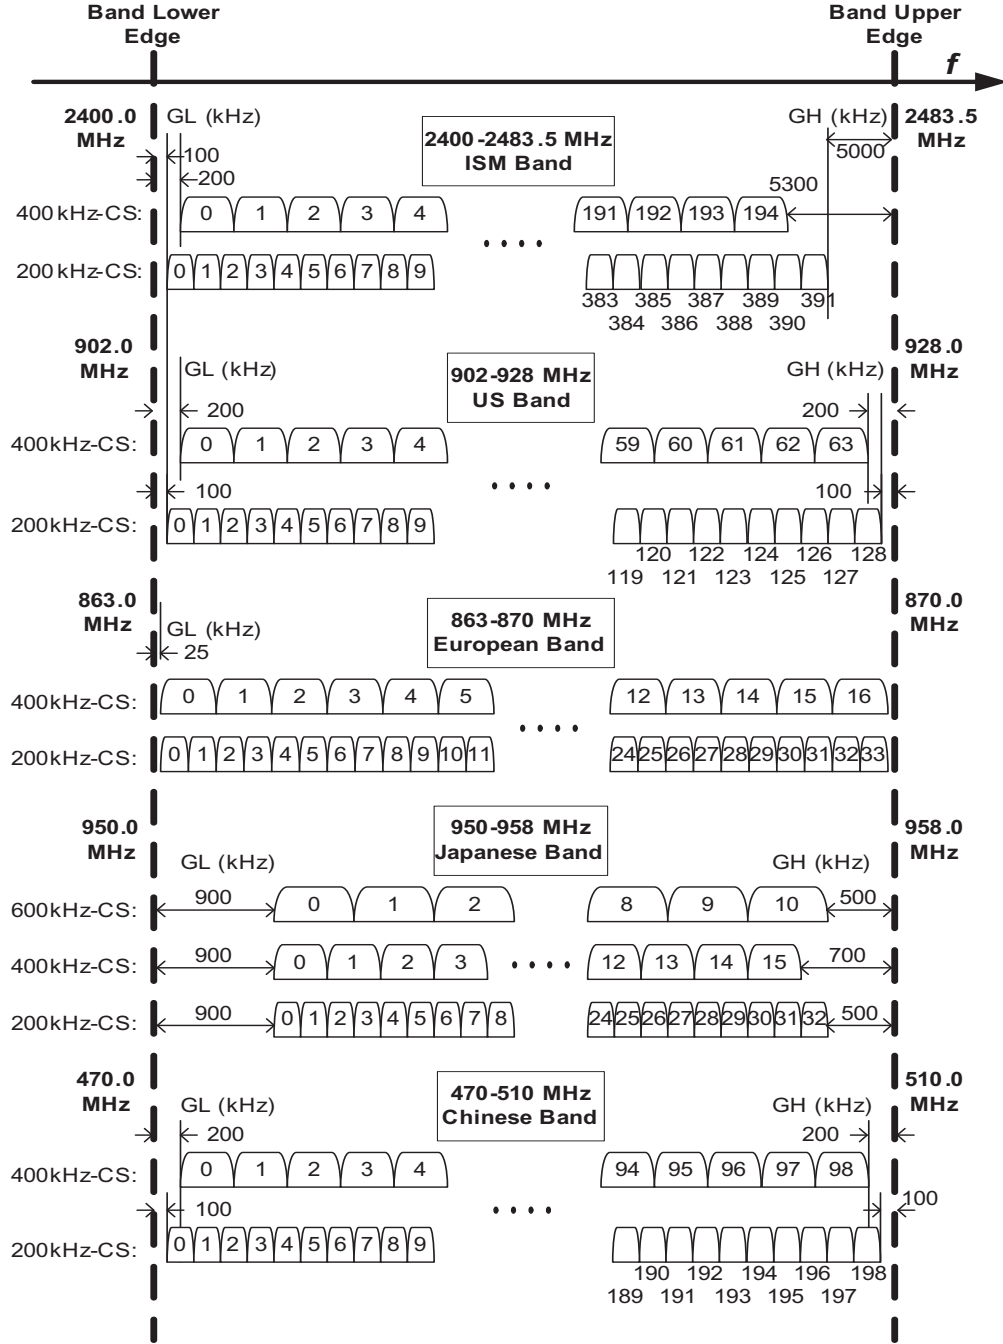 Band Lower Edge
Band Upper Edge
f
2400.0 MHz
GL (kHz)
2400-2483.5 MHz
ISM Band
GH (kHz)
2483.5 MHz
100
5000
200
5300
400kHz-CS: 0 1 2 3 4 191 192 193 194
200kHz-CS: 0 1 2 3 4 5 6 7 8 9
383 385 387 389 391
384 386 388 390
902.0 MHz
GL (kHz)
902-928 MHz
US Band
GH (kHz)
928.0 MHz
200
200
400kHz-CS: 0 1 2 3 4 59 60 61 62 63
100
100
200kHz-CS: 0 1 2 3 4 5 6 7 8 9
120 122 124 126 128
119 121 123 125 127
863.0 MHz
GL (kHz)
863-870 MHz
European Band
870.0 MHz
25
400kHz-CS: 0 1 2 3 4 5 12 13 14 15 16
200kHz-CS: 0 1 2 3 4 5 6 7 8 9 10 11 24 25 26 27 28 29 30 31 32 33
950.0 MHz
GL (kHz)
950-958 MHz
Japanese Band
GH (kHz)
958.0 MHz
600kHz-CS: 900 0 1 2 8 9 10 500
400kHz-CS: 900 0 1 2 3 12 13 14 15 700
200kHz-CS: 900 0 1 2 3 4 5 6 7 8 24 25 26 27 28 29 30 31 32 500
470.0 MHz
GL (kHz)
470-510 MHz
Chinese Band
GH (kHz)
510.0 MHz
200
200
400kHz-CS: 0 1 2 3 4 94 95 96 97 98
100
100
200kHz-CS: 0 1 2 3 4 5 6 7 8 9
190 192 194 196 198
189 191 193 195 197